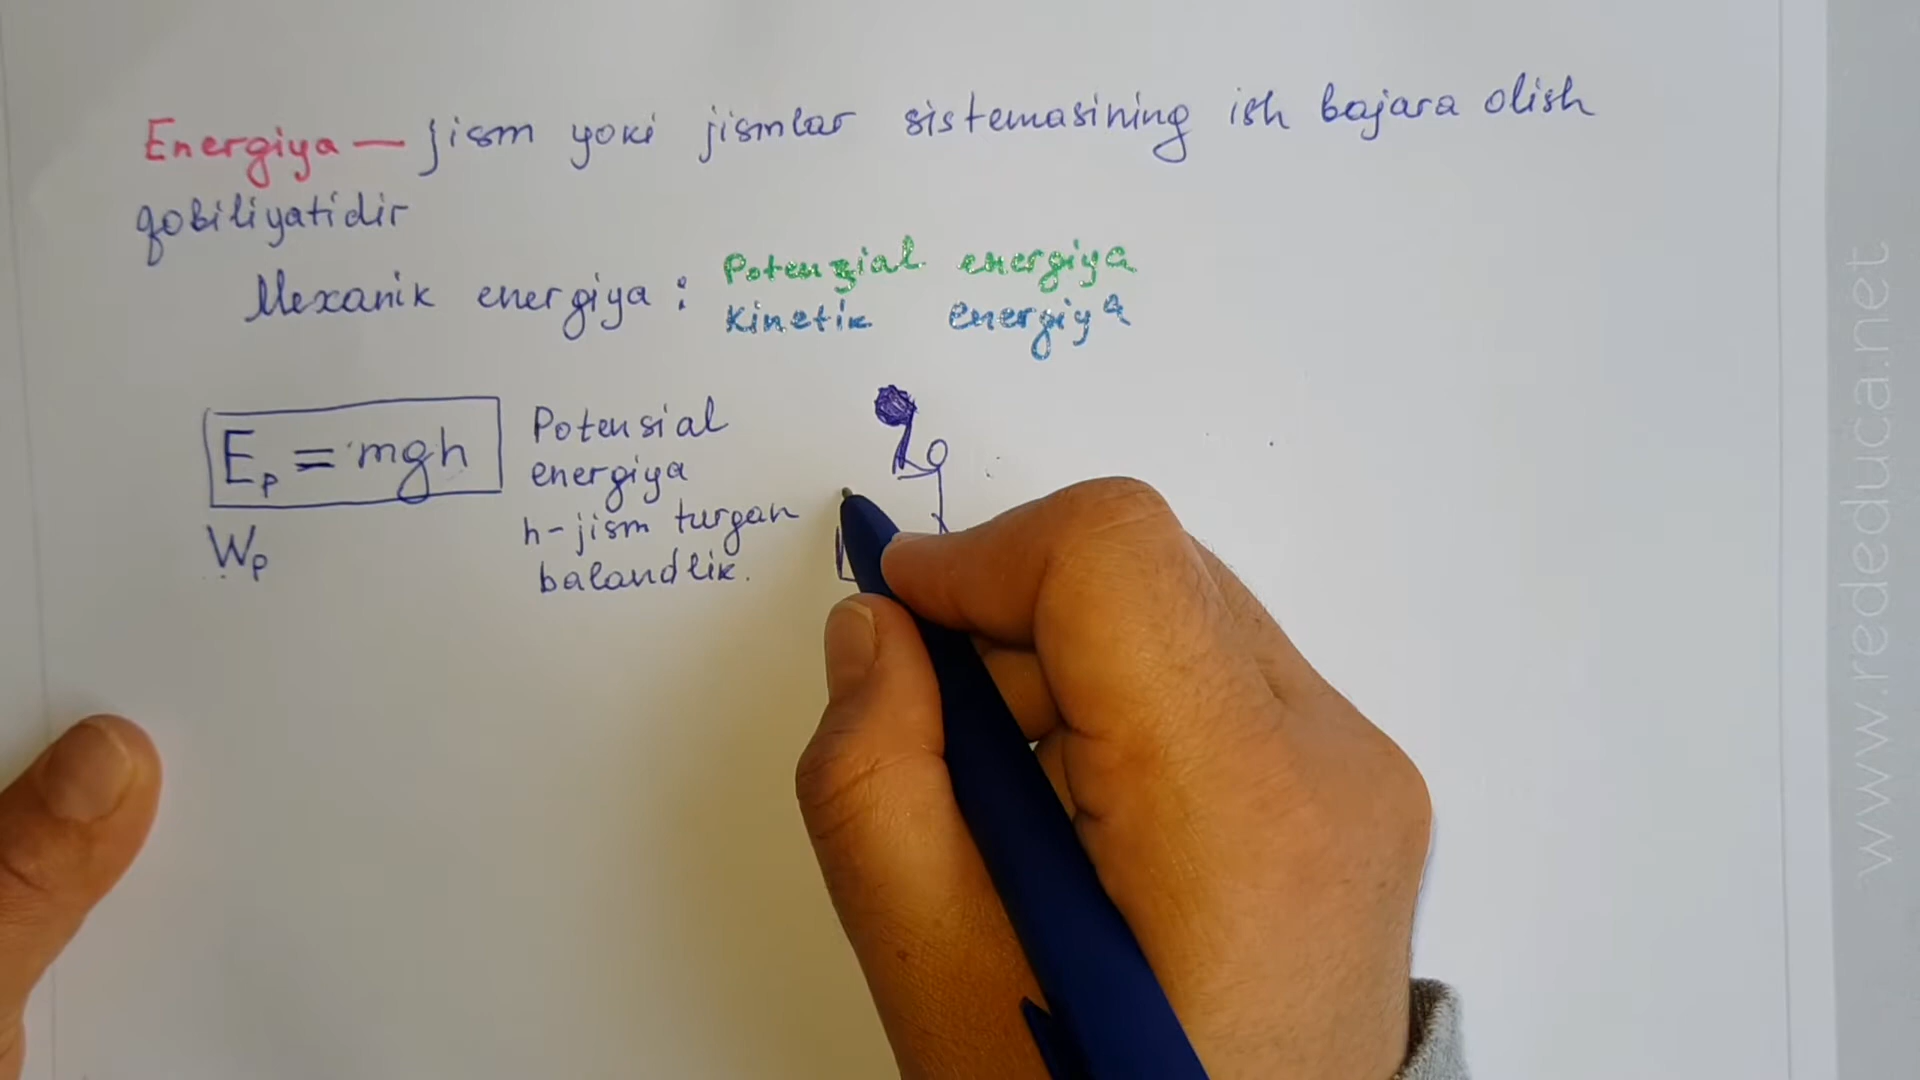 Energiya — jism yoki jismlar sistemasining ish bajara olish
qobiliyatidir
Mexanik energiya :
Potenzial energiya
Kinetik energiya
Ep = mgh
Wp
Potensial
energiya
h - jism turgan
balandlik.
www.rededuca.net